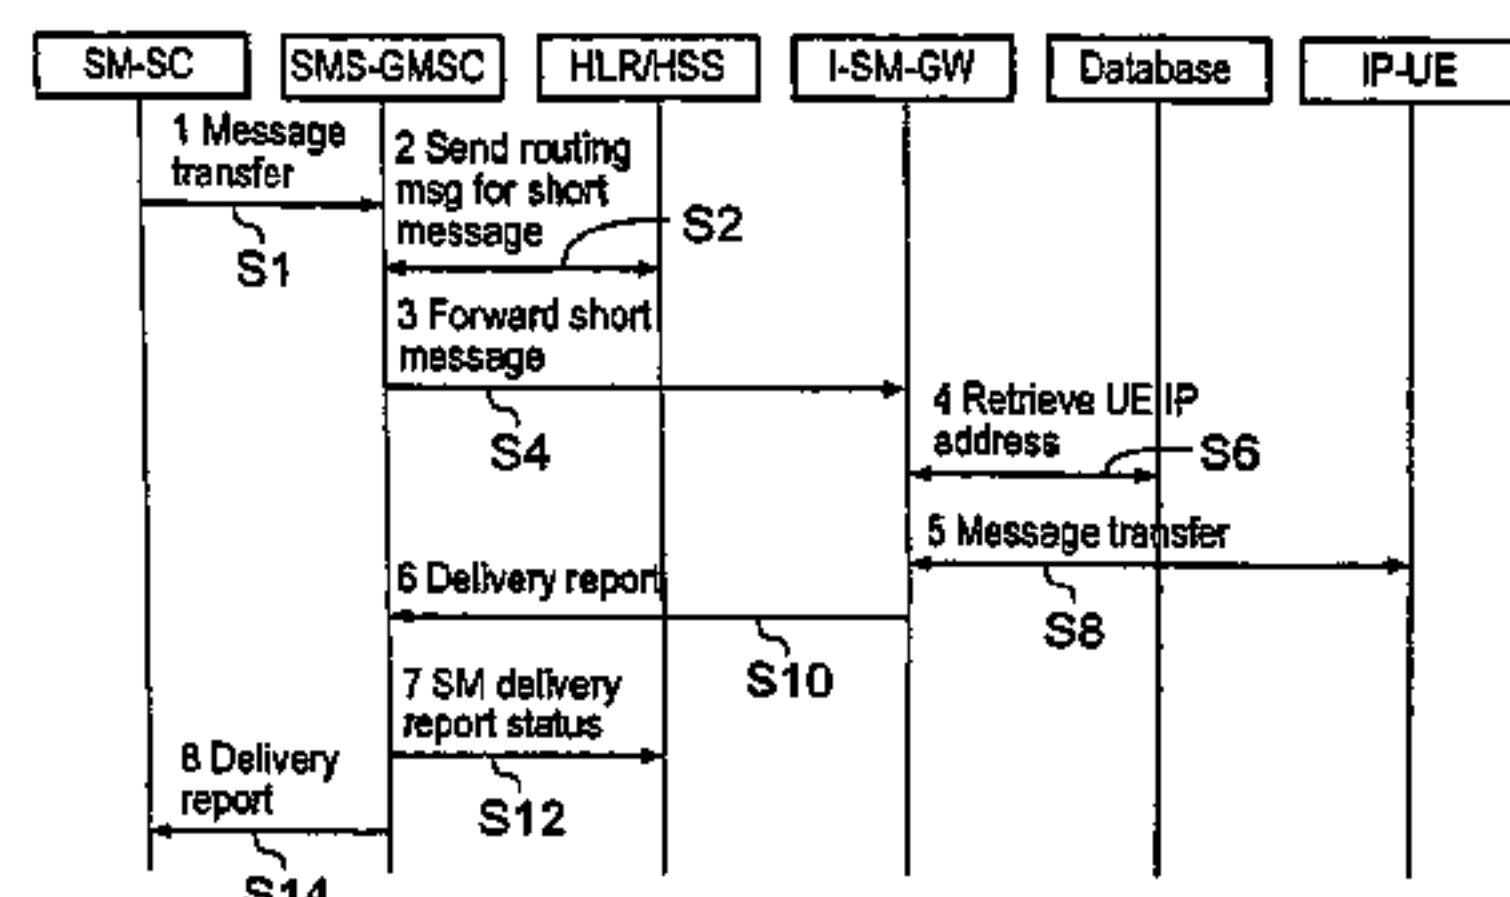 SM-SC
SMS-GMSC
HLR/HSS
I-SM-GW
Database
IP-UE
1 Message
transfer
S1
2 Send routing
msg for short
message
S2
3 Forward short
message
S4
4 Retrieve UE IP
address
S6
5 Message transfer
S8
6 Delivery report
S10
7 SM delivery
report status
S12
8 Delivery
report
S14